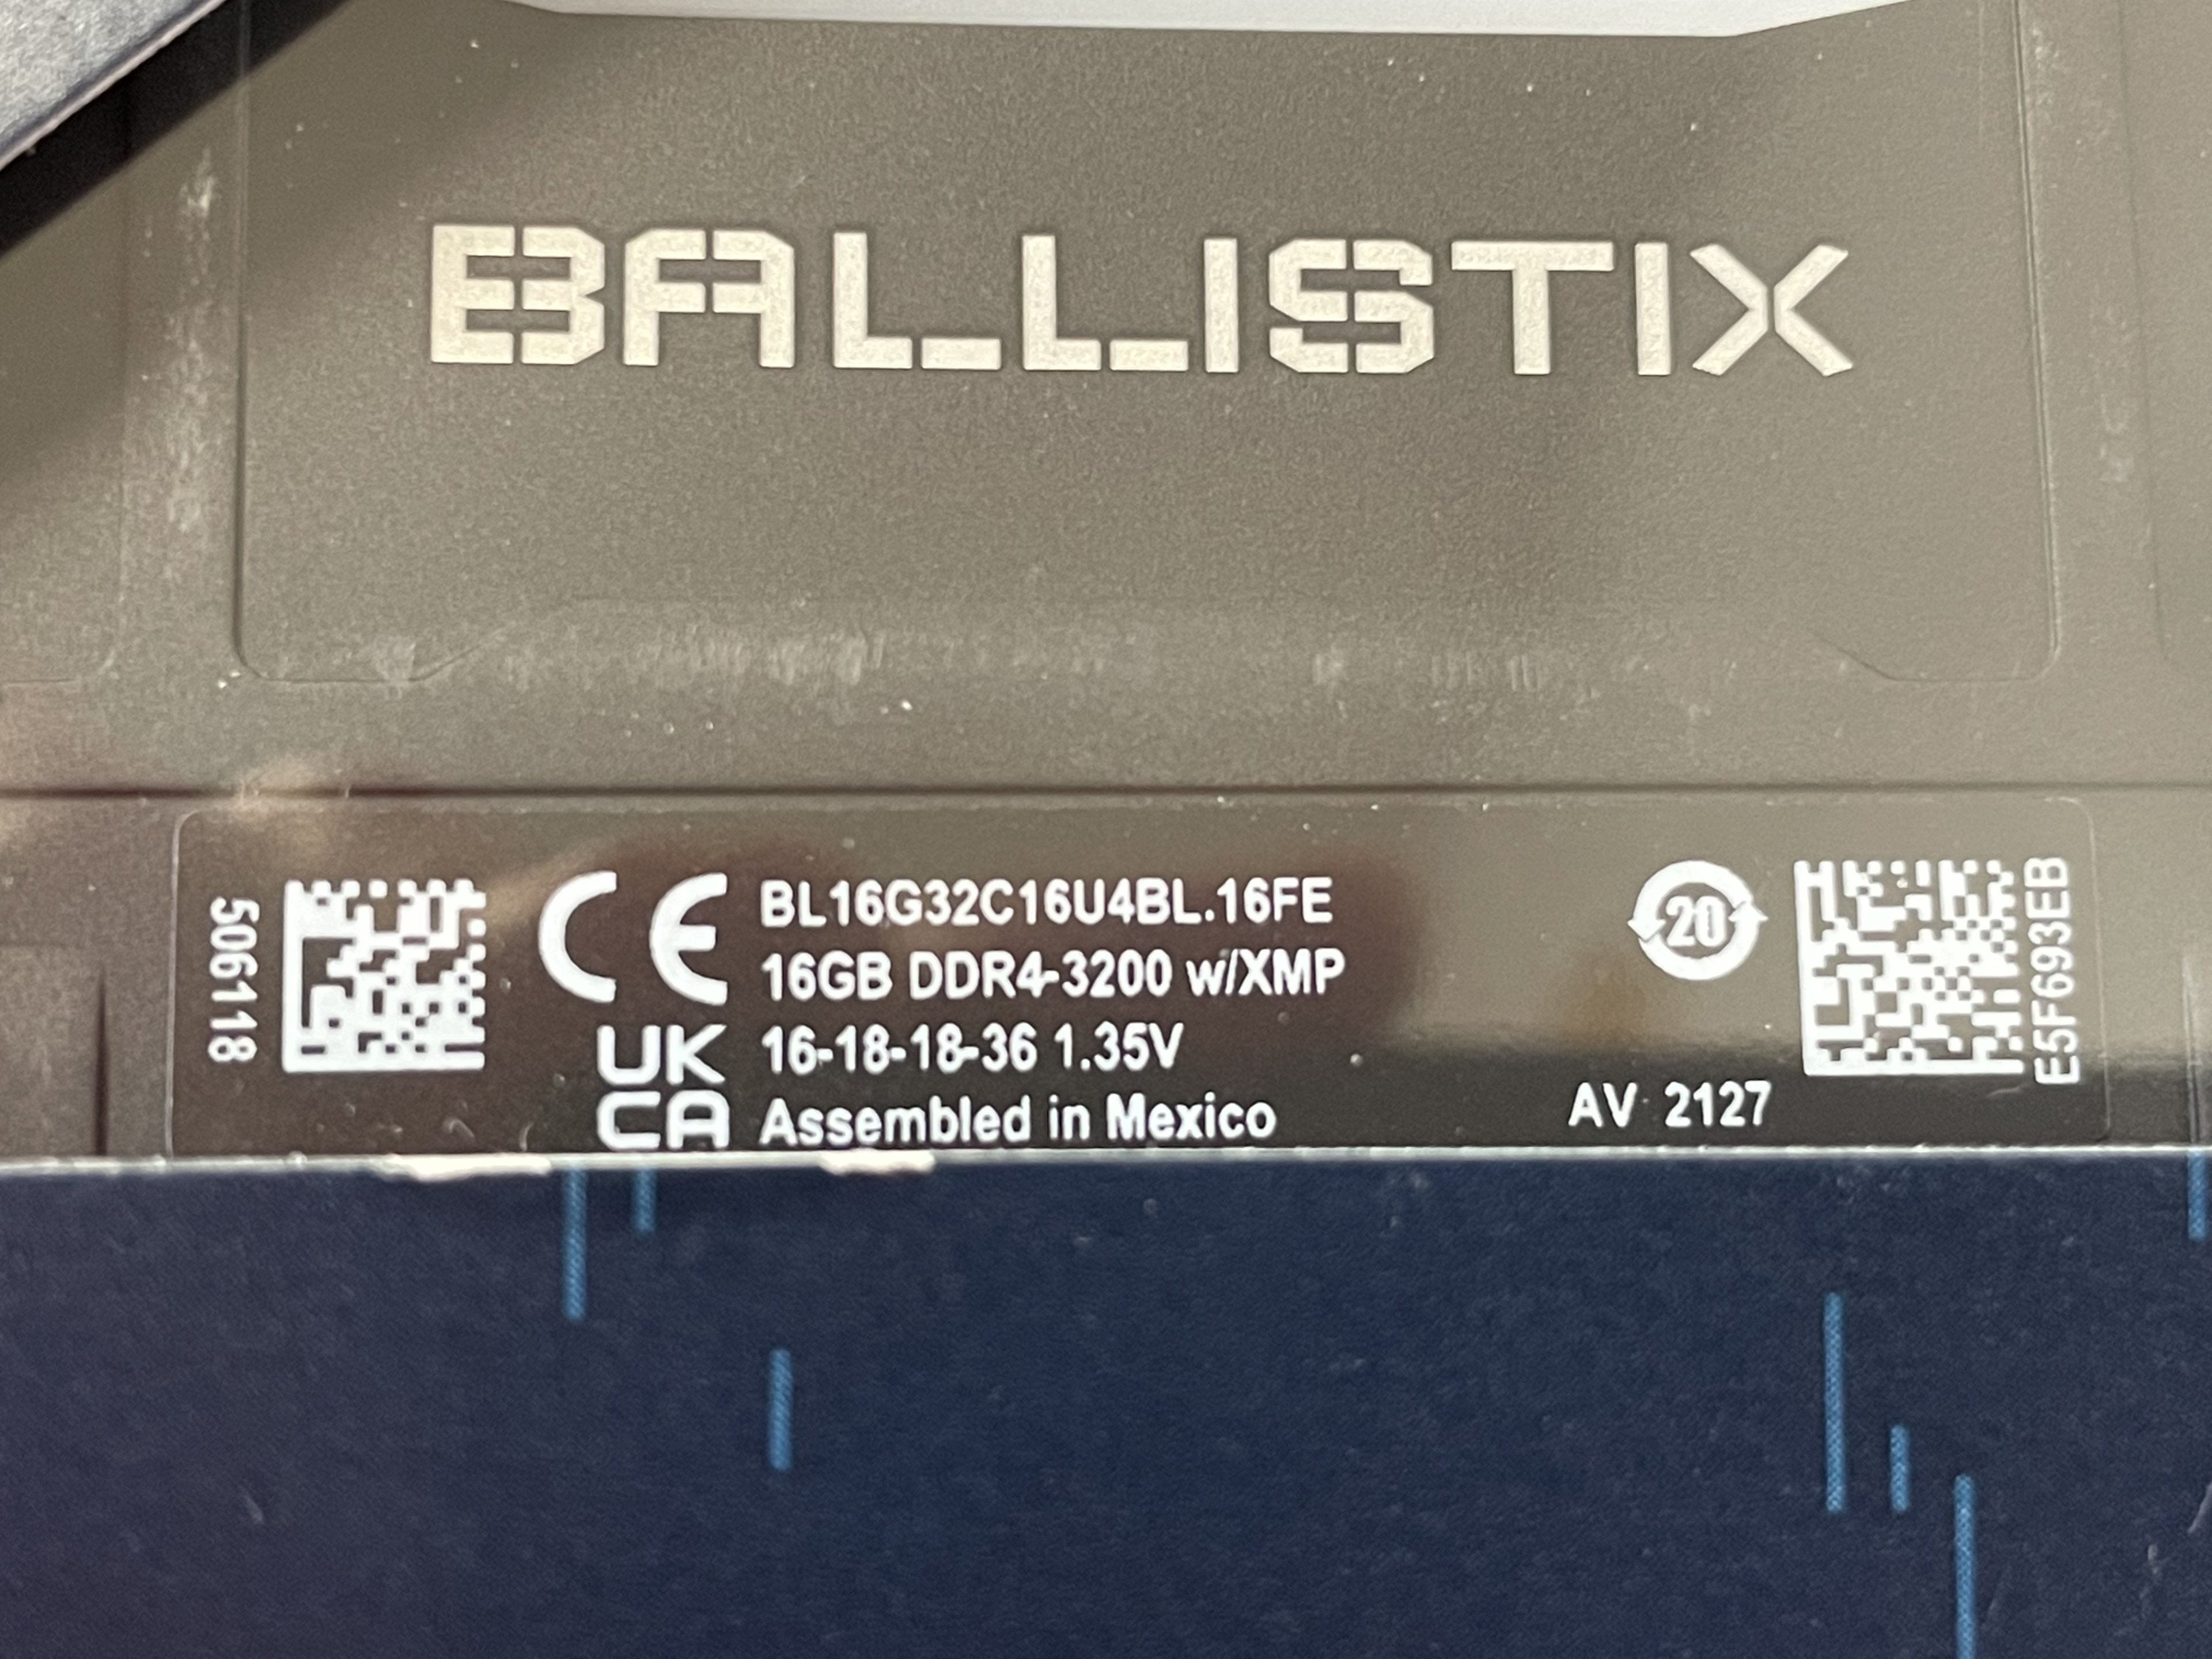 BALLISTIX
506118
CE
BL16G32C16U4BL.16FE
16GB DDR4-3200 w/XMP
UK
CA
16-18-18-36 1.35V
Assembled in Mexico
20
AV 2127
E5F693EB